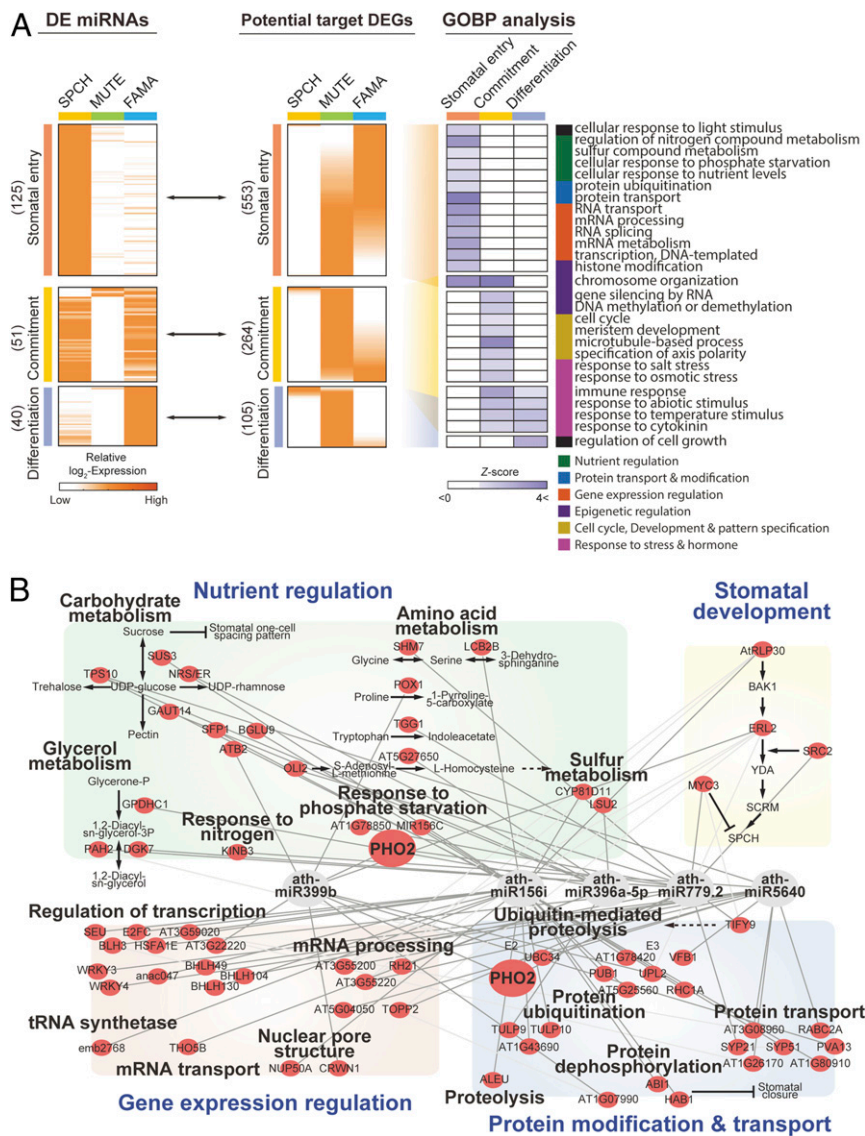 A
DE miRNAs
Potential target DEGs
GOBP analysis
SPCH
MUTE
FAMA
SPCH
MUTE
FAMA
Stomatal entry
Commitment
Differentiation
(125)
Stomatal entry
(553)
(51)
Commitment
(264)
(40)
Differentiation
(105)
cellular response to light stimulus
regulation of nitrogen compound metabolism
sulfur compound metabolism
cellular response to phosphate starvation
cellular response to nutrient levels
protein ubiquitination
protein transport
RNA transport
mRNA processing
RNA splicing
mRNA metabolism
transcription, DNA-templated
histone modification
chromosome organization
gene silencing by RNA
DNA methylation or demethylation
cell cycle
meristem development
microtubule-based process
specification of axis polarity
response to salt stress
response to osmotic stress
immune response
response to abiotic stimulus
response to temperature stimulus
response to cytokinin
regulation of cell growth
Relative
log2-Expression
Low
High
Z-score
<0
4<
Nutrient regulation
Protein transport & modification
Gene expression regulation
Epigenetic regulation
Cell cycle, Development & pattern specification
Response to stress & hormone
B
Nutrient regulation
Stomatal
development
Carbohydrate
metabolism
Sucrose
Stomatal one-cell
spacing pattern
SUS3
TPS10
NRS/ER
Trehalose
UDP-glucose
UDP-rhamnose
GAUT14
Pectin
SFP1
BGLU9
ATB2
Amino acid
metabolism
SHM7
LCB2B
Glycine
Serine
3-Dehydro-
sphinganine
POX1
Proline
1-Pyrroline-
5-carboxylate
TGG1
Tryptophan
Indoleacetate
AT5G27650
OLI2
S-Adenosyl-
L-methionine
L-Homocysteine
Sulfur
metabolism
CYP81D11
LSU2
Glycerol
metabolism
Glycerone-P
GPDHC1
1,2-Diacyl-
sn-glycerol-3P
PAH2
DGK7
1,2-Diacyl-
sn-glycerol
Response to
nitrogen
KINB3
Response to
phosphate starvation
AT1G78850
MIR156C
PHO2
AtRLP30
BAK1
ERL2
SRC2
YDA
MYC3
SCRM
SPCH
ath-
miR399b
ath-
miR156i
ath-
miR396a-5p
ath-
miR779.2
ath-
miR5640
Regulation of transcription
SEU
E2FC
AT3G59020
BLH3
HSFA1E
AT3G22220
WRKY3
anac047
BHLH49
BHLH104
WRKY4
BHLH130
mRNA processing
AT3G55200
RH21
AT3G55220
AT5G04050
TOPP2
tRNA synthetase
emb2768
THO5B
mRNA transport
Nuclear pore
structure
NUP50A
CRWN1
Gene expression regulation
Ubiquitin-mediated
proteolysis
TIFY9
E2
UBC34
E3
AT1G78420
VFB1
PHO2
PUB1
UPL2
AT5G25560
RHC1A
Protein
ubiquitination
TULP9
TULP10
AT1G43690
Protein transport
AT3G08960
RABC2A
SYP21
SYP51
PVA13
AT1G26170
AT1G80910
Protein
dephosphorylation
ABI1
HAB1
Stomatal
closure
ALEU
Proteolysis
AT1G07990
Protein modification & transport